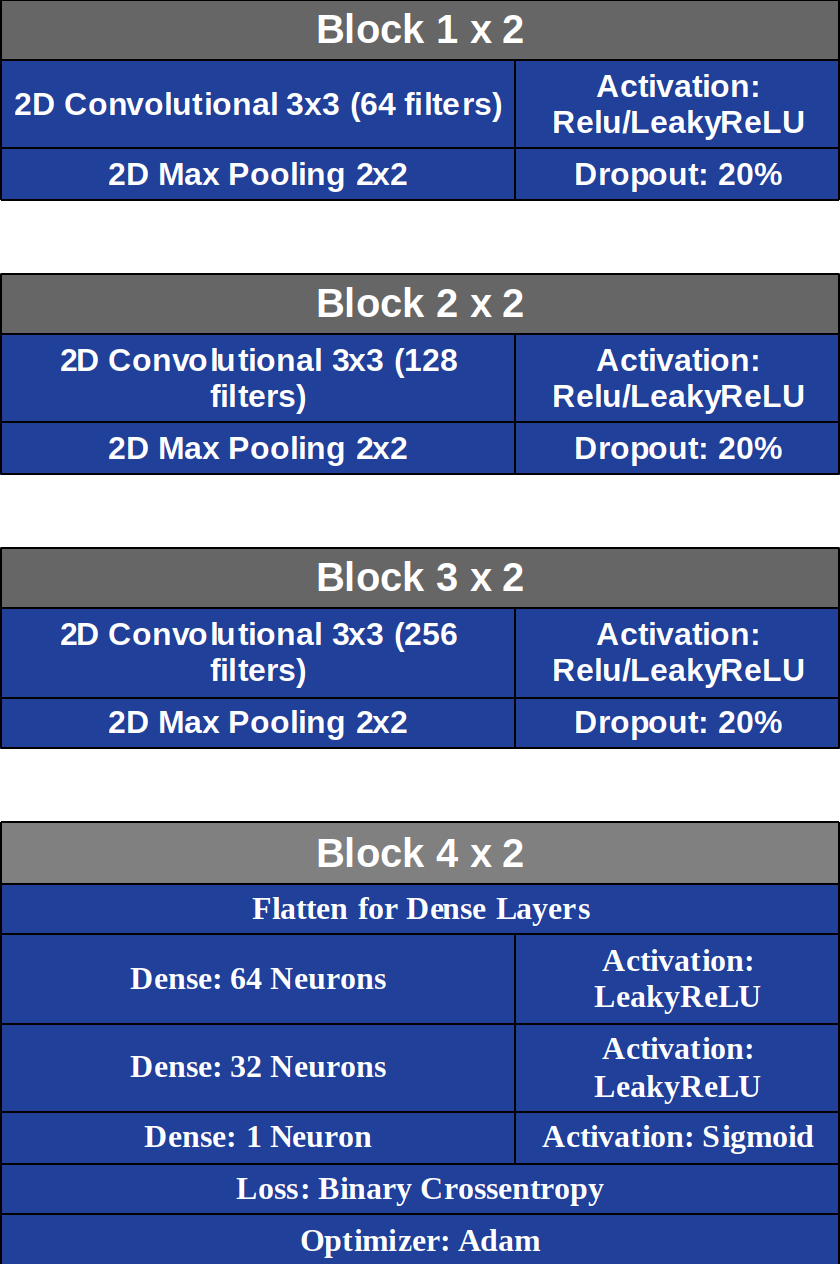 Block 1 x 2
2D Convolutional 3x3 (64 filters)
Activation:
Relu/LeakyReLU
2D Max Pooling 2x2
Dropout: 20%
Block 2 x 2
2D Convolutional 3x3 (128
filters)
Activation:
Relu/LeakyReLU
2D Max Pooling 2x2
Dropout: 20%
Block 3 x 2
2D Convolutional 3x3 (256
filters)
Activation:
Relu/LeakyReLU
2D Max Pooling 2x2
Dropout: 20%
Block 4 x 2
Flatten for Dense Layers
Dense: 64 Neurons
Activation:
LeakyReLU
Dense: 32 Neurons
Activation:
LeakyReLU
Dense: 1 Neuron
Activation: Sigmoid
Loss: Binary Crossentropy
Optimizer: Adam